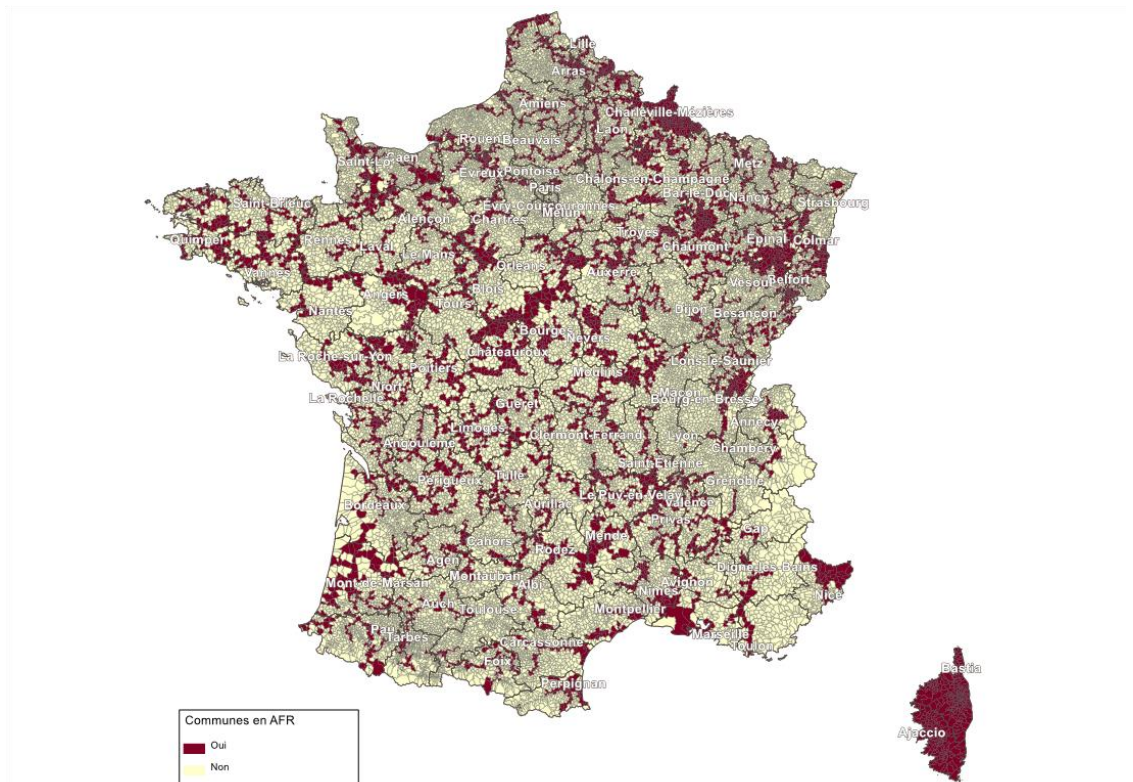 Lille
Arras
Amiens
Charleville-Mézières
Laon
Rouen
Beauvais
Caen
Saint-Lô
Metz
Evreux
Pontoise
Châlons-en-Champagne
Paris
Bar-le-Duc
Nancy
Strasbourg
Saint-Brieuc
Evry-Courcouronnes
Melun
Alençon
Chartres
Troyes
Quimper
Rennes
Laval
Chaumont
Epinal
Colmar
Le Mans
Orléans
Auxerre
Vannes
Vesoul
Belfort
Blois
Angers
Tours
Nantes
Dijon
Besançon
Bourges
Nevers
La Roche-sur-Yon
Châteauroux
Lons-le-Saunier
Poitiers
Moulins
Niort
Macon
La Rochelle
Bourg-en-Bresse
Guéret
Annecy
Limoges
Angoulême
Clermont-Ferrand
Lyon
Chambéry
Saint-Etienne
Périgueux
Tulle
Grenoble
Le Puy-en-Velay
Aurillac
Valence
Bordeaux
Privas
Gap
Mende
Cahors
Rodez
Agen
Digne-les-Bains
Mont-de-Marsan
Montauban
Albi
Avignon
Nîmes
Nice
Auch
Toulouse
Montpellier
Pau
Marseille
Tarbes
Carcassonne
Toulon
Foix
Perpignan
Bastia
Ajaccio
Communes en AFR
Oui
Non